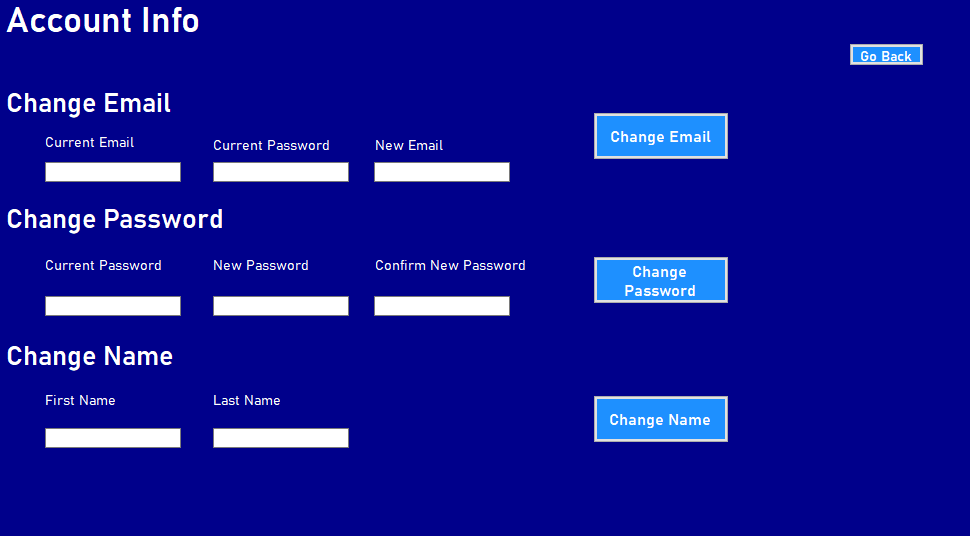 Account Info
Go Back
Change Email
Change Email
Current Email
Current Password
New Email
Change Password
Current Password
New Password
Confirm New Password
Change
Password
Change Name
First Name
Last Name
Change Name